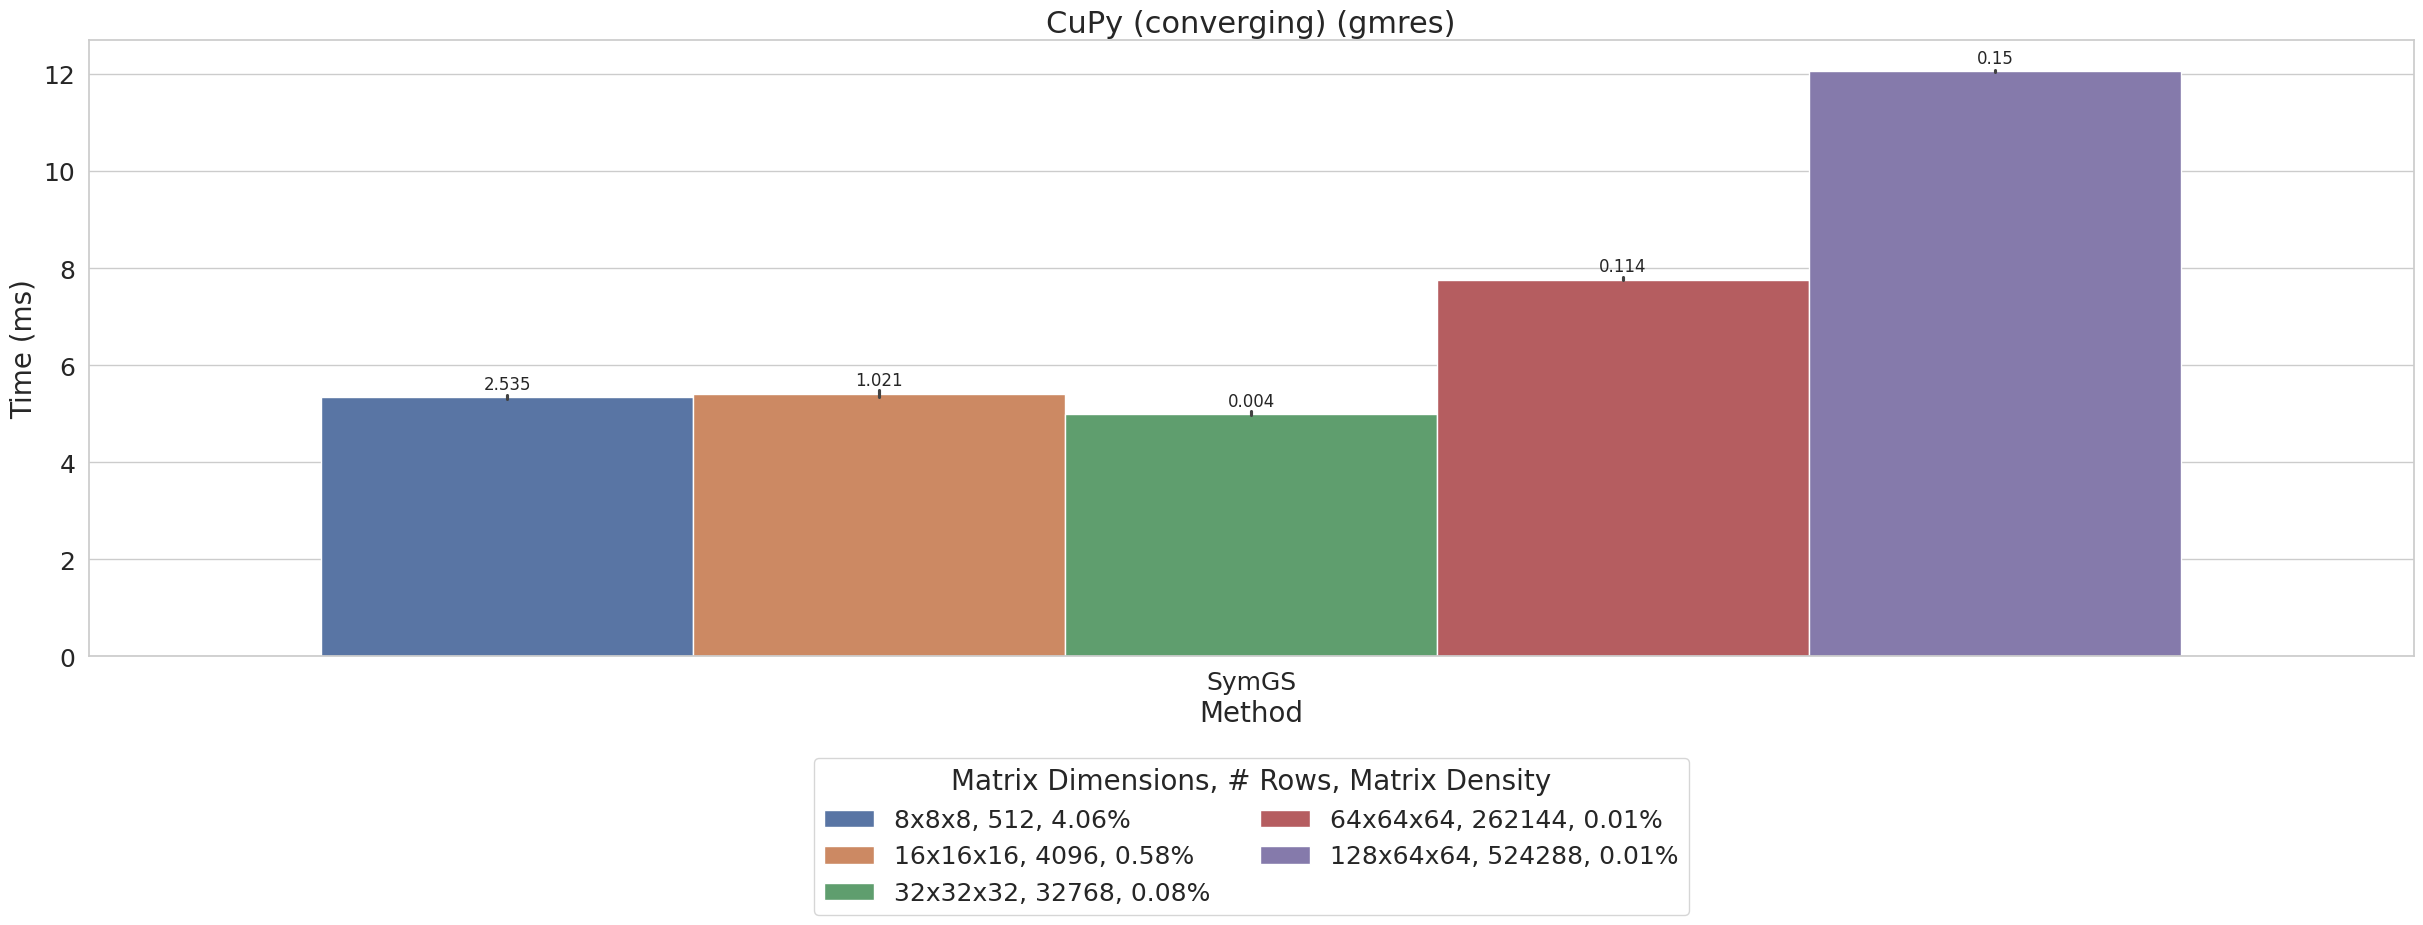 CuPy (converging) (gmres)
Time (ms)
12
10
8
6
4
2
0
2.535
1.021
0.004
0.114
0.15
SymGS
Method
Matrix Dimensions, # Rows, Matrix Density
8x8x8, 512, 4.06%
16x16x16, 4096, 0.58%
32x32x32, 32768, 0.08%
64x64x64, 262144, 0.01%
128x64x64, 524288, 0.01%